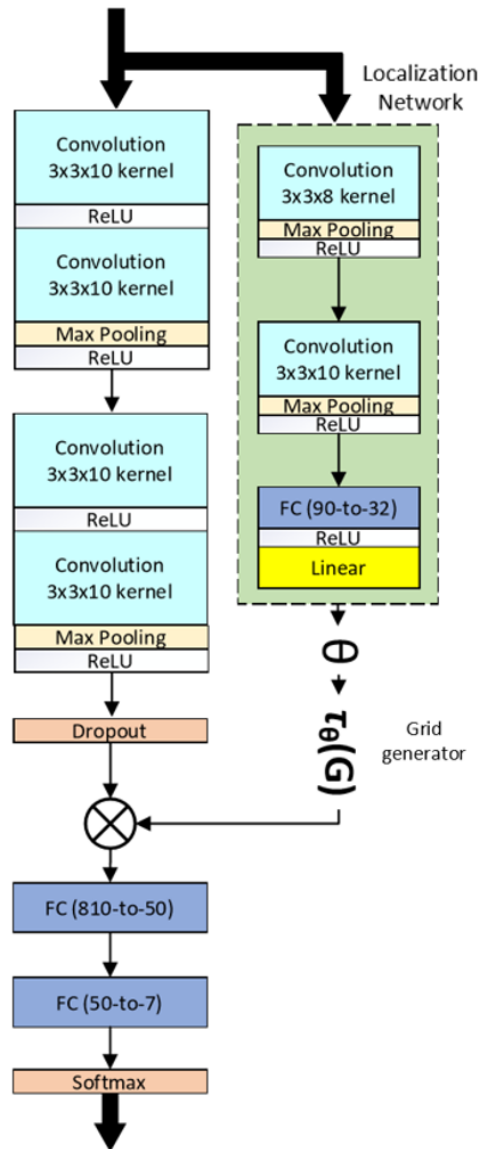 Localization
Network
Convolution
3x3x10 kernel
ReLU
Convolution
3x3x10 kernel
Max Pooling
ReLU
Convolution
3x3x10 kernel
ReLU
Convolution
3x3x10 kernel
Max Pooling
ReLU
Dropout
Convolution
3x3x8 kernel
Max Pooling
ReLU
Convolution
3x3x10 kernel
Max Pooling
ReLU
FC (90-to-32)
ReLU
Linear
θ
τθ(G)
Grid
generator
FC (810-to-50)
FC (50-to-7)
Softmax